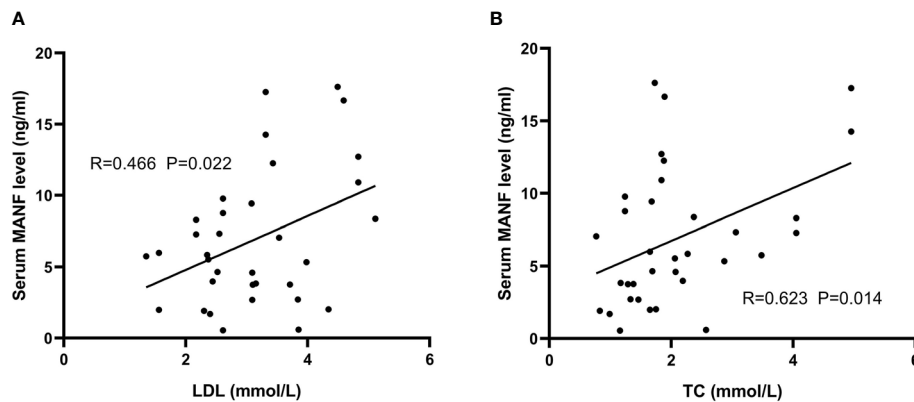 A
Serum MANF level (ng/ml)
20
15
10
5
0
R=0.466 P=0.022
0 2 4 6
LDL (mmol/L)
B
Serum MANF level (ng/ml)
20
15
10
5
0
R=0.623 P=0.014
0 2 4 6
TC (mmol/L)